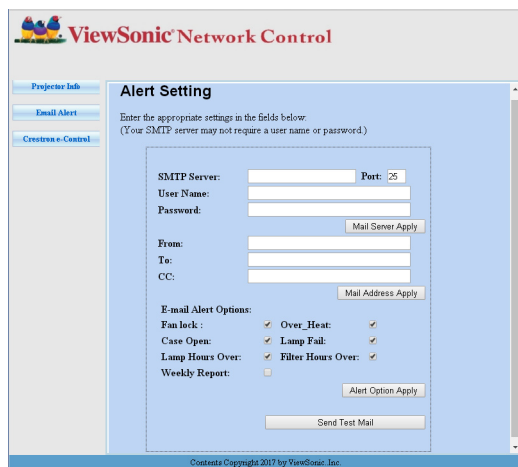 ViewSonic® Network Control
Projector Info
Email Alert
Crestron e-Control
Alert Setting
Enter the appropriate settings in the fields below:
(Your SMTP server may not require a user name or password.)
SMTP Server: Port: 25
User Name:
Password:
Mail Server Apply
From:
To:
CC:
Mail Address Apply
E-mail Alert Options:
Fan lock : Over_Heat:
Case Open: Lamp Fail:
Lamp Hours Over: Filter Hours Over:
Weekly Report:
Alert Option Apply
Send Test Mail
Contents Copyright 2017 by ViewSonic. Inc.